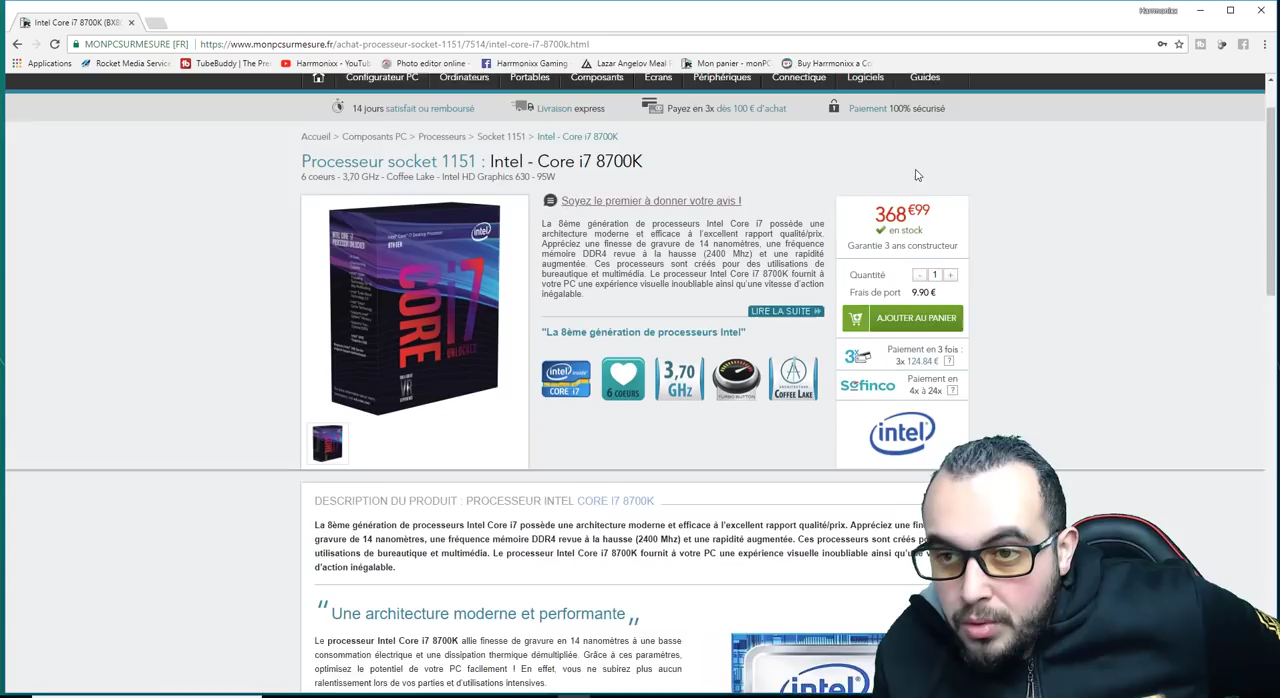 Harmonixx
Intel Core i7 8700K (BX80
MONPCSURMESURE [FR] https://www.monpcsurmesure.fr/achat-processeur-socket-1151/7514/intel-core-i7-8700k.html
Applications Rocket Media Service TubeBuddy | The Pre Harmonixx - YouTub Photo editor online - Harmonixx Gaming Lazar Angelov Meal Mon panier - monPC Buy Harmonixx a Co
Configurateur PC Ordinateurs Portables Composants Ecrans Périphériques Connectique Logiciels Guides
14 jours satisfait ou remboursé Livraison express Payez en 3x dès 100 € d'achat Paiement 100% sécurisé
Accueil > Composants PC > Processeurs > Socket 1151 > Intel - Core i7 8700K
Processeur socket 1151 : Intel - Core i7 8700K
6 coeurs - 3,70 GHz - Coffee Lake - Intel HD Graphics 630 - 95W
intel
CORE i7
UNLOCKED
VR
Soyez le premier à donner votre avis !
La 8ème génération de processeurs Intel Core i7 possède une
architecture moderne et efficace à l'excellent rapport qualité/prix.
Appréciez une finesse de gravure de 14 nanomètres, une fréquence
mémoire DDR4 revue à la hausse (2400 Mhz) et une rapidité
augmentée. Ces processeurs sont créés pour des utilisations de
bureautique et multimédia. Le processeur Intel Core i7 8700K fournit à
votre PC une expérience visuelle inoubliable ainsi qu'une vitesse d'action
inégalable.
LIRE LA SUITE
"La 8ème génération de processeurs Intel"
intel inside
CORE i7
6 COEURS
3,70
GHz
TURBO BUTTON
ARCHITECTURE
COFFEE LAKE
368€99
en stock
Garantie 3 ans constructeur
Quantité - 1 +
Frais de port 9.90 €
AJOUTER AU PANIER
3x Paiement en 3 fois :
3x 124.84 € ?
Sofinco Paiement en
4x à 24x ?
intel
DESCRIPTION DU PRODUIT : PROCESSEUR INTEL CORE I7 8700K
La 8ème génération de processeurs Intel Core i7 possède une architecture moderne et efficace à l'excellent rapport qualité/prix. Appréciez une fin
gravure de 14 nanomètres, une fréquence mémoire DDR4 revue à la hausse (2400 Mhz) et une rapidité augmentée. Ces processeurs sont créés po
utilisations de bureautique et multimédia. Le processeur Intel Core i7 8700K fournit à votre PC une expérience visuelle inoubliable ainsi qu'une v
d'action inégalable.
“ Une architecture moderne et performante „
Le processeur Intel Core i7 8700K allie finesse de gravure en 14 nanomètres à une basse
consommation électrique et une dissipation thermique démultipliée. Grâce à ces paramètres,
optimisez le potentiel de votre PC facilement ! En effet, vous ne subirez plus aucun
ralentissement lors de vos parties et d'utilisations intensives.
intel